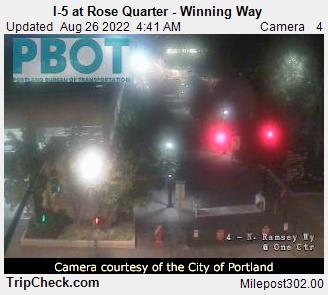 I-5 at Rose Quarter - Winning Way
Updated Aug 26 2022 4:41 AM Camera 4
PBOT
PORTLAND BUREAU OF TRANSPORTATION
4 - N. Ramsey Wy
@ One Ctr
Camera courtesy of the City of Portland
TripCheck.com Milepost302.00